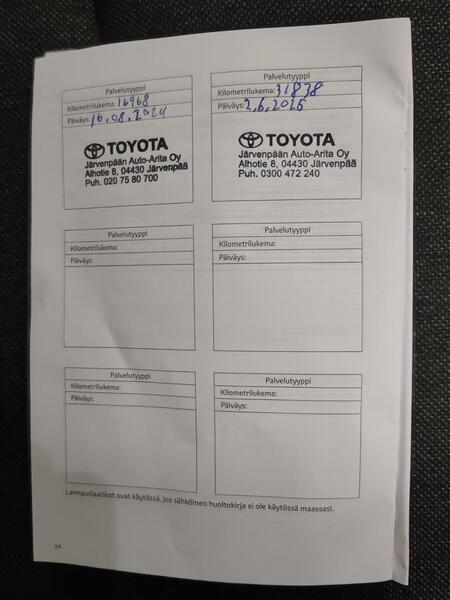 Palvelutyyppi
Kilometrilukema: 16968
Päiväys: 16.08.2024
TOYOTA
Järvenpään Auto-Arita Oy
Alhotie 8, 04430 Järvenpää
Puh. 020 75 80 700
Palvelutyyppi
Kilometrilukema: 31838
Päiväys: 2.6.2026
TOYOTA
Järvenpään Auto-Arita Oy
Alhotie 8, 04430 Järvenpää
Puh. 0300 472 240
Palvelutyyppi
Kilometrilukema:
Päiväys:
Palvelutyyppi
Kilometrilukema:
Päiväys:
Palvelutyyppi
Kilometrilukema:
Päiväys:
Palvelutyyppi
Kilometrilukema:
Päiväys:
Leimauslaatikot ovat käytössä, jos sähköinen huoltokirja ei ole käytössä maassasi.
24